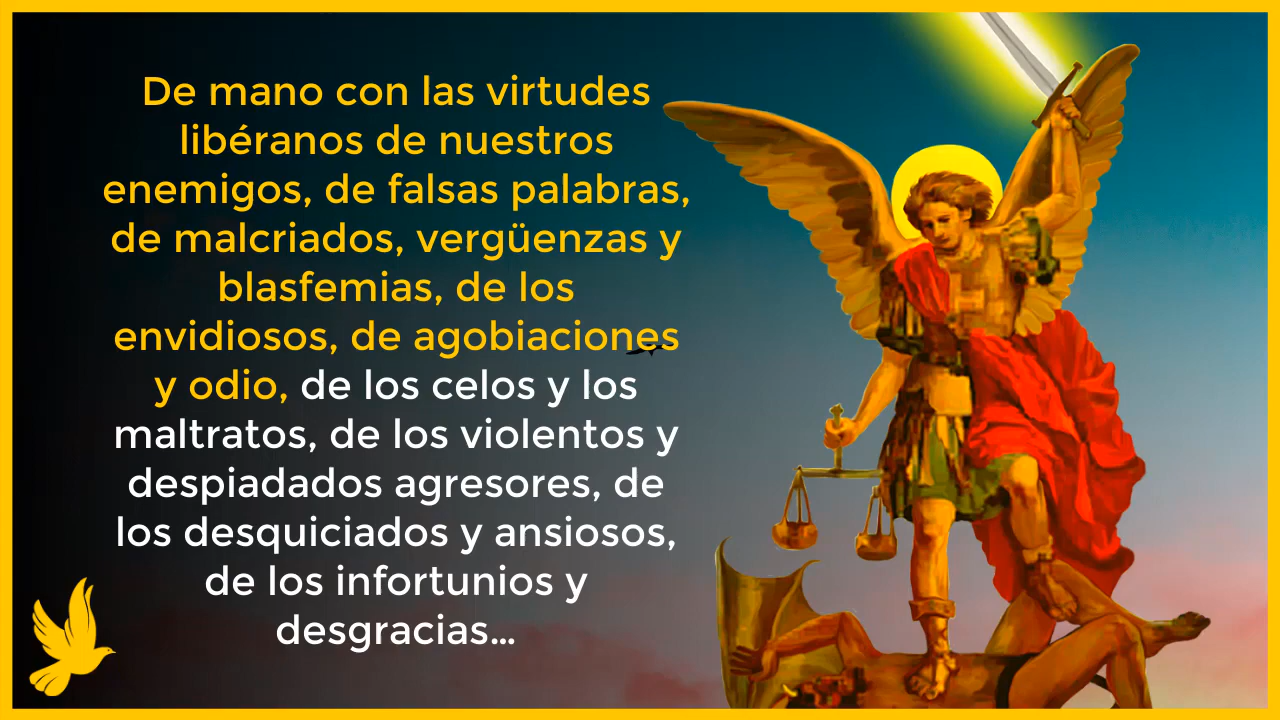 De mano con las virtudes
libéranos de nuestros
enemigos, de falsas palabras,
de malcriados, vergüenzas y
blasfemias, de los
envidiosos, de agobiaciones
y odio, de los celos y los
maltratos, de los violentos y
despiadados agresores, de
los desquiciados y ansiosos,
de los infortunios y
desgracias...